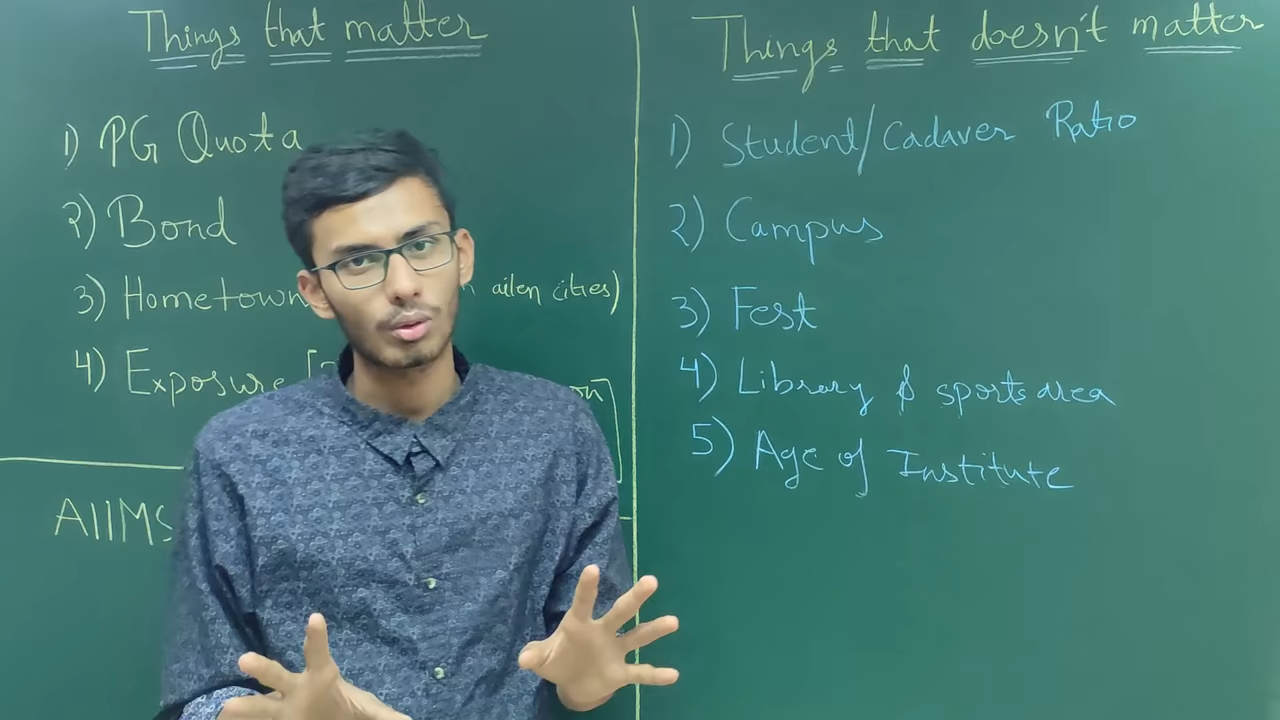 Things that matter
1) PG Quota
2) Bond
3) Hometown ailen cities)
4) Exposure [ on]
AIIMS
Things that doesn't matter
1) Student/Cadaver Ratio
2) Campus
3) Fest
4) Library & sports area
5) Age of Institute